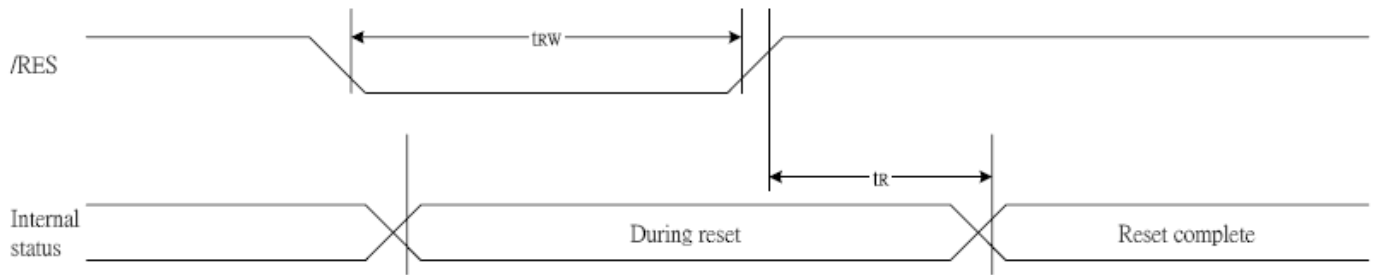 tRW
/RES
tR
Internal
status
During reset
Reset complete